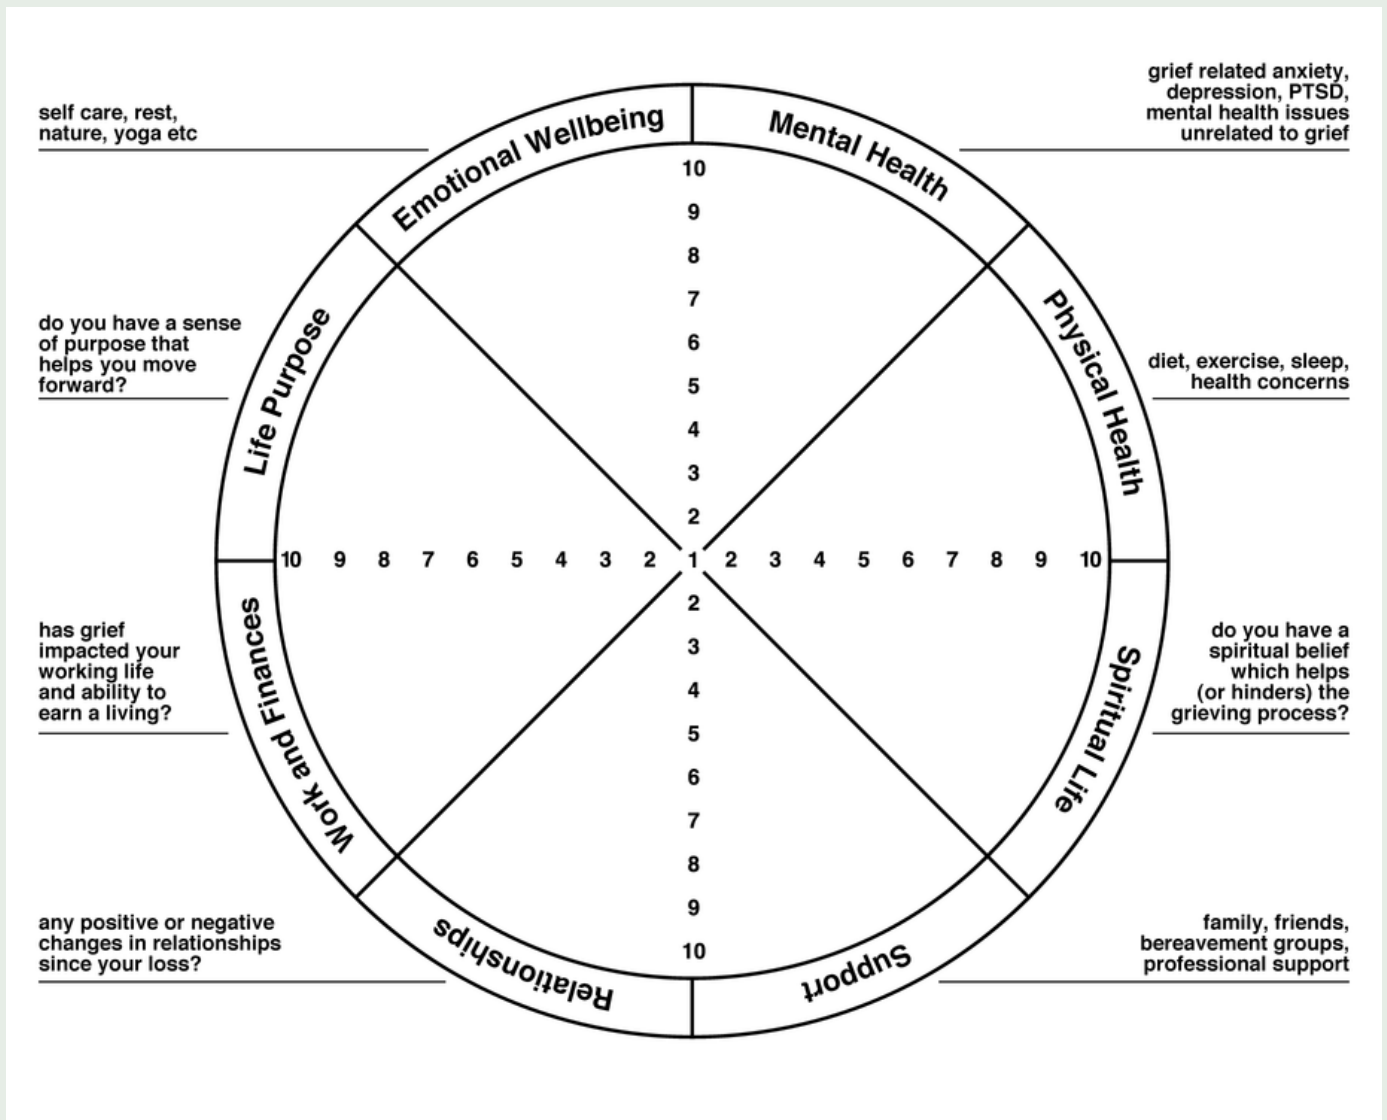 self care, rest,
nature, yoga etc
grief related anxiety,
depression, PTSD,
mental health issues
unrelated to grief
Emotional Wellbeing
Mental Health
do you have a sense
of purpose that
helps you move
forward?
Life Purpose
Physical Health
diet, exercise, sleep,
health concerns
10
9
8
7
6
5
4
3
2
10 9 8 7 6 5 4 3 2 1 2 3 4 5 6 7 8 9 10
2
3
4
5
6
7
8
9
10
has grief
impacted your
working life
and ability to
earn a living?
Work and Finances
Spiritual Life
do you have a
spiritual belief
which helps
(or hinders) the
grieving process?
any positive or negative
changes in relationships
since your loss?
Relationships
Support
family, friends,
bereavement groups,
professional support